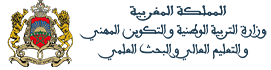 المملكة المغربية
وزارة التربية الوطنية والتكوين المهني
والتعليم العالي والبحث العلمي